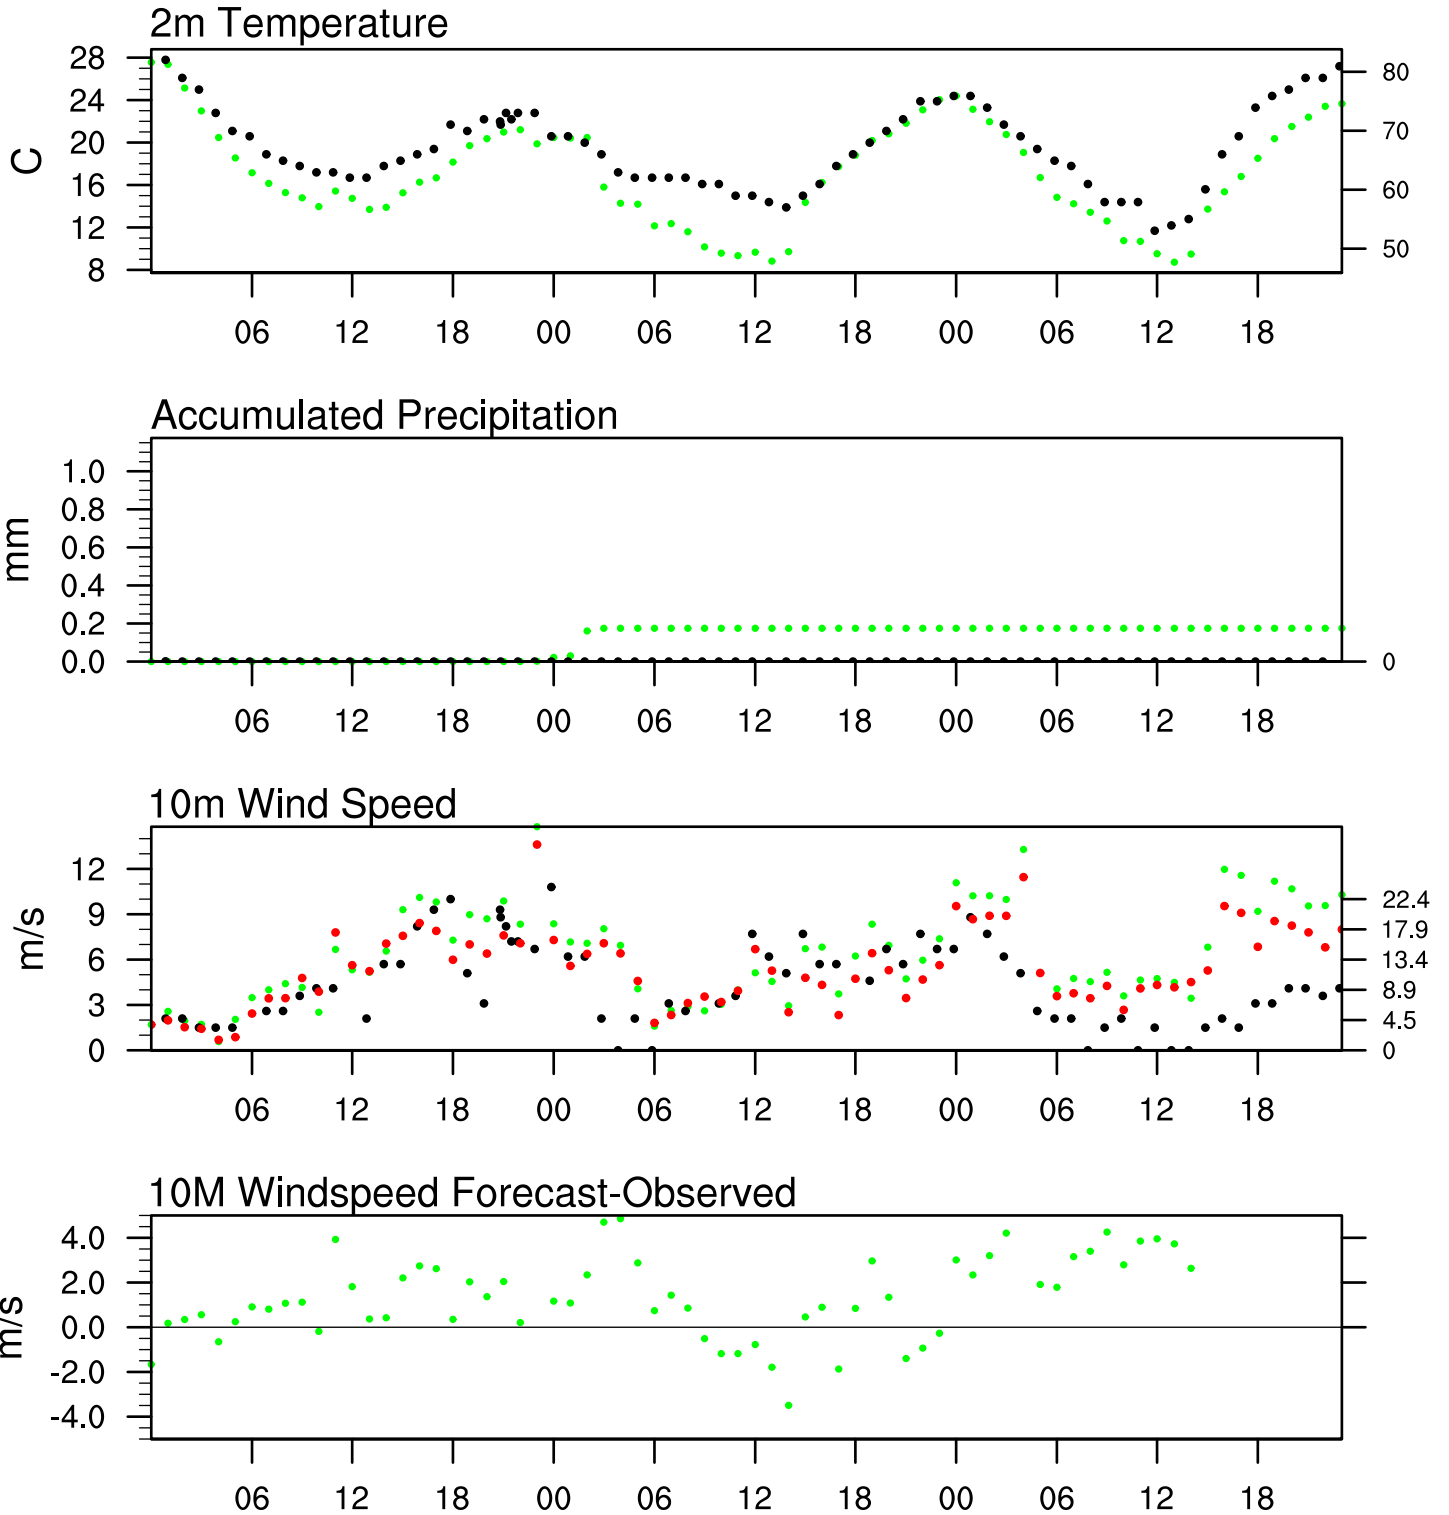 2m Temperature
28
24
20
16
12
8
C
80
70
60
50
06 12 18 00 06 12 18 00 06 12 18
Accumulated Precipitation
1.0
0.8
0.6
0.4
0.2
0.0
mm
0
06 12 18 00 06 12 18 00 06 12 18
10m Wind Speed
12
9
6
3
0
m/s
22.4
17.9
13.4
8.9
4.5
0
06 12 18 00 06 12 18 00 06 12 18
10M Windspeed Forecast-Observed
4.0
2.0
0.0
-2.0
-4.0
m/s
06 12 18 00 06 12 18 00 06 12 18